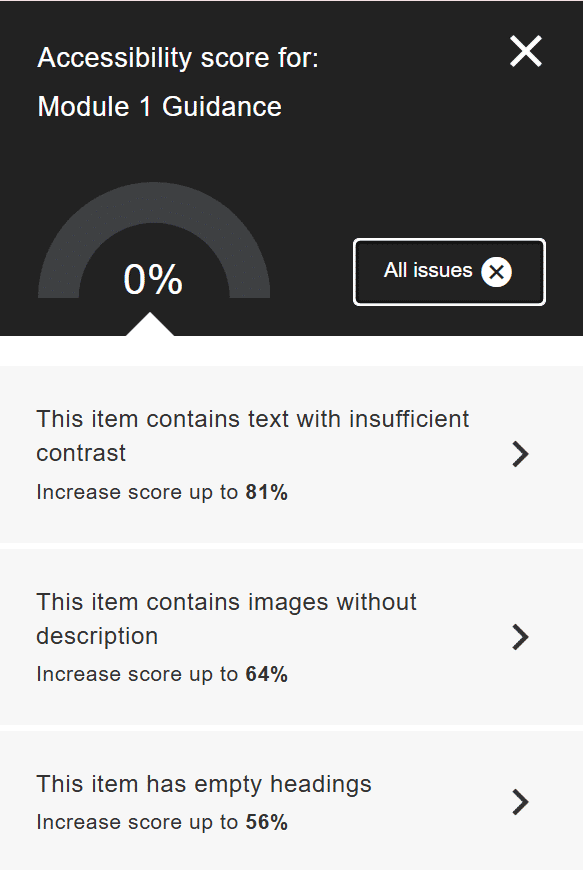 Accessibility score for:
Module 1 Guidance
0%
All issues
This item contains text with insufficient
contrast
Increase score up to 81%
This item contains images without
description
Increase score up to 64%
This item has empty headings
Increase score up to 56%